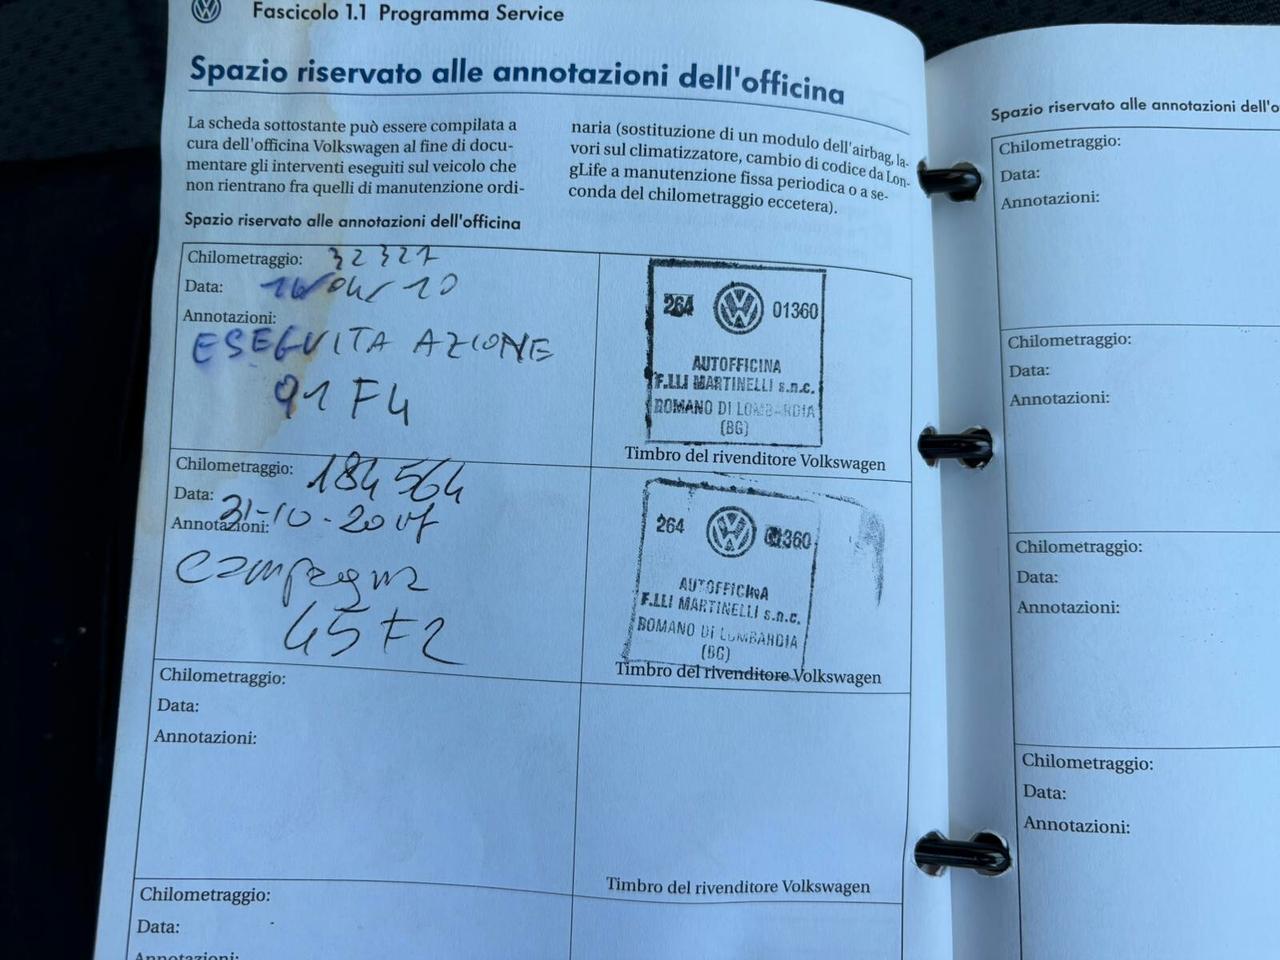 Fascicolo 1.1 Programma Service
Spazio riservato alle annotazioni dell'officina
La scheda sottostante può essere compilata a
cura dell'officina Volkswagen al fine di docu-
mentare gli interventi eseguiti sul veicolo che
non rientrano fra quelli di manutenzione ordi-
naria (sostituzione di un modulo dell'airbag, la-
vori sul climatizzatore, cambio di codice da Lon-
gLife a manutenzione fissa periodica o a se-
conda del chilometraggio eccetera).
Spazio riservato alle annotazioni dell'officina
Chilometraggio: 32327
Data: 16/04/10
Annotazioni:
ESEGUITA AZIONE
91F4
264 01360
AUTOFFICINA
F.LLI MARTINELLI s.n.c.
ROMANO DI LOMBARDIA
(BG)
Timbro del rivenditore Volkswagen
Chilometraggio: 184564
Data: 31-10-2017
Annotazioni:
Campagna
45F2
264 01360
AUTOFFICINA
F.LLI MARTINELLI s.n.c.
ROMANO DI LOMBARDIA
(BG)
Timbro del rivenditore Volkswagen
Chilometraggio:
Data:
Annotazioni:
Timbro del rivenditore Volkswagen
Chilometraggio:
Data:
Annotazioni:
Spazio riservato alle annotazioni dell'o
Chilometraggio:
Data:
Annotazioni:
Chilometraggio:
Data:
Annotazioni:
Chilometraggio:
Data:
Annotazioni:
Chilometraggio:
Data:
Annotazioni: